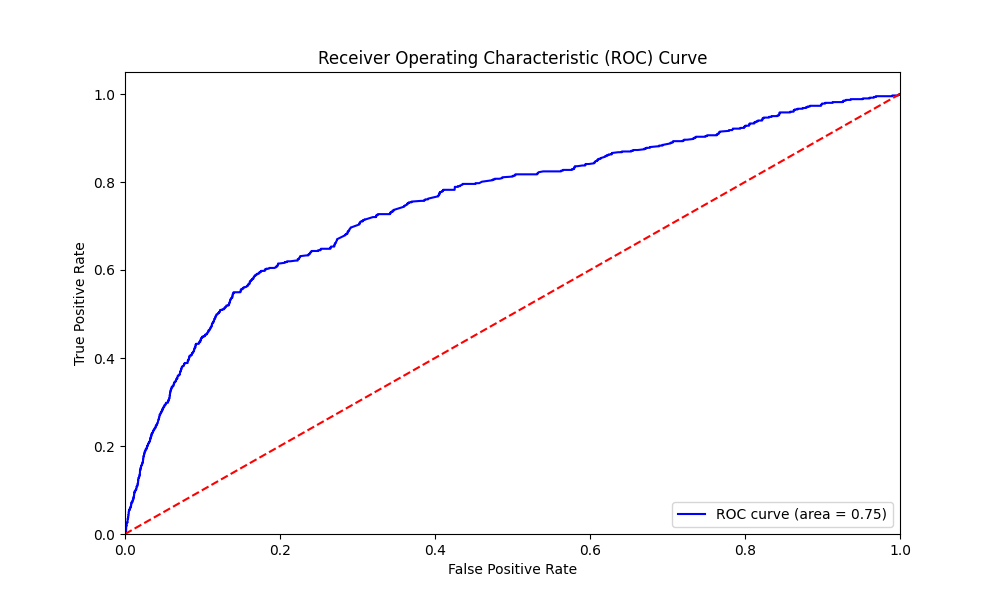 Receiver Operating Characteristic (ROC) Curve
1.0
0.8
0.6
0.4
0.2
0.0
True Positive Rate
ROC curve (area = 0.75)
0.0 0.2 0.4 0.6 0.8 1.0
False Positive Rate